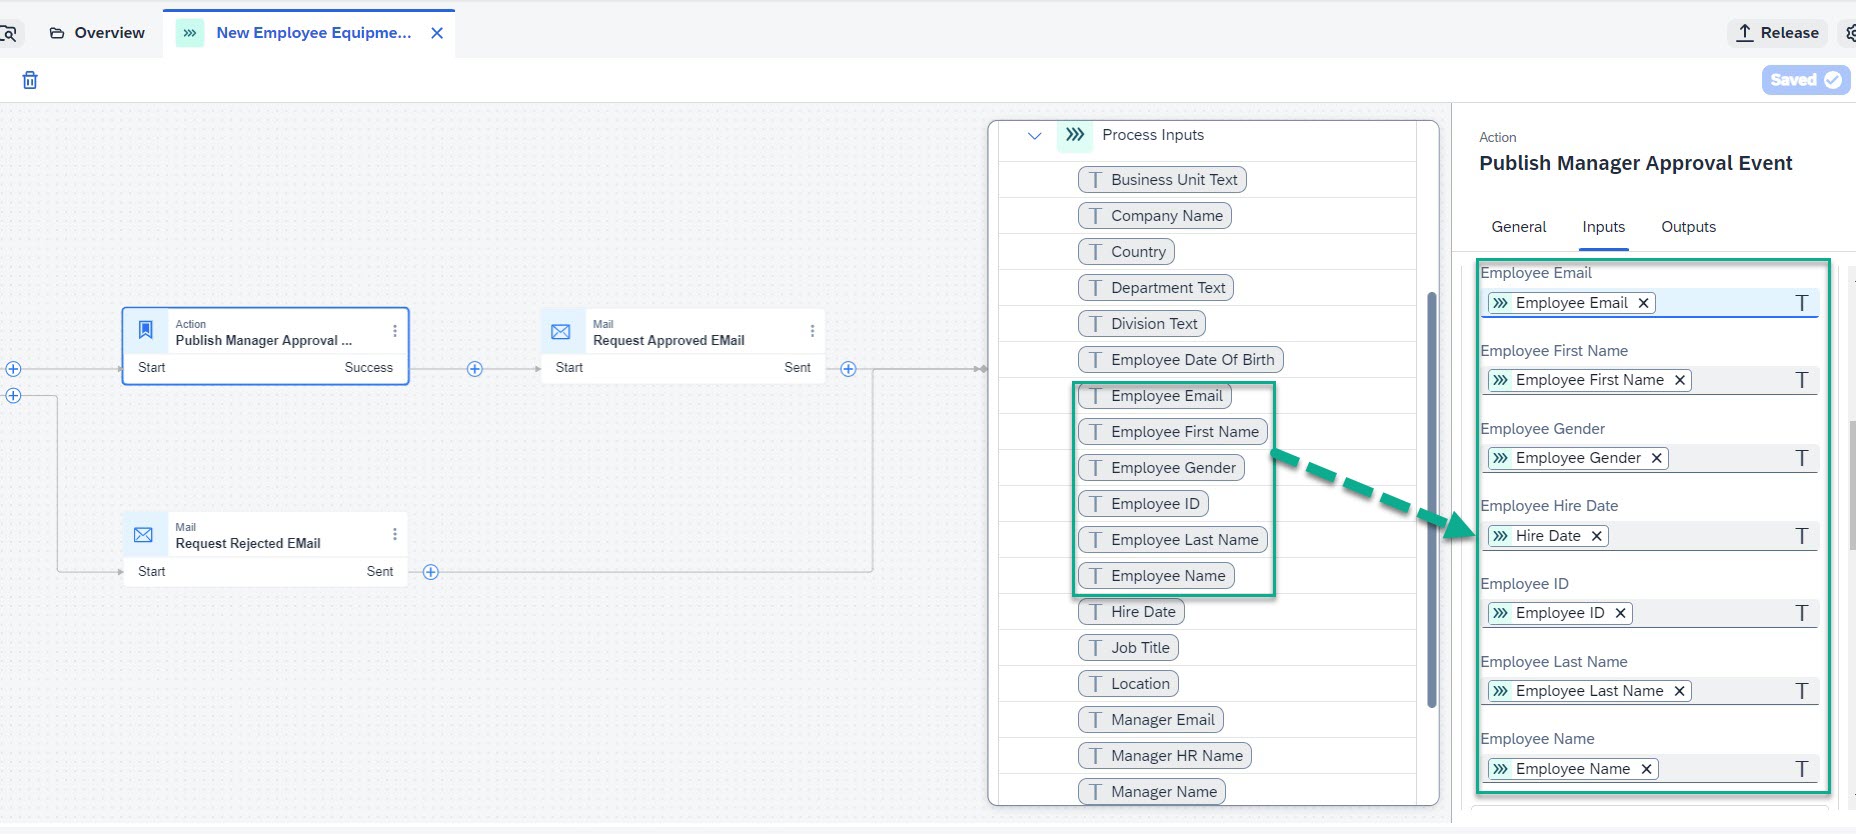 Overview
New Employee Equipme...
Release
Saved
Action
Publish Manager Approval ...
Start
Success
Mail
Request Approved EMail
Start
Sent
Mail
Request Rejected EMail
Start
Sent
Process Inputs
Business Unit Text
Company Name
Country
Department Text
Division Text
Employee Date Of Birth
Employee Email
Employee First Name
Employee Gender
Employee ID
Employee Last Name
Employee Name
Hire Date
Job Title
Location
Manager Email
Manager HR Name
Manager Name
Action
Publish Manager Approval Event
General
Inputs
Outputs
Employee Email
Employee Email
Employee First Name
Employee First Name
Employee Gender
Employee Gender
Employee Hire Date
Hire Date
Employee ID
Employee ID
Employee Last Name
Employee Last Name
Employee Name
Employee Name